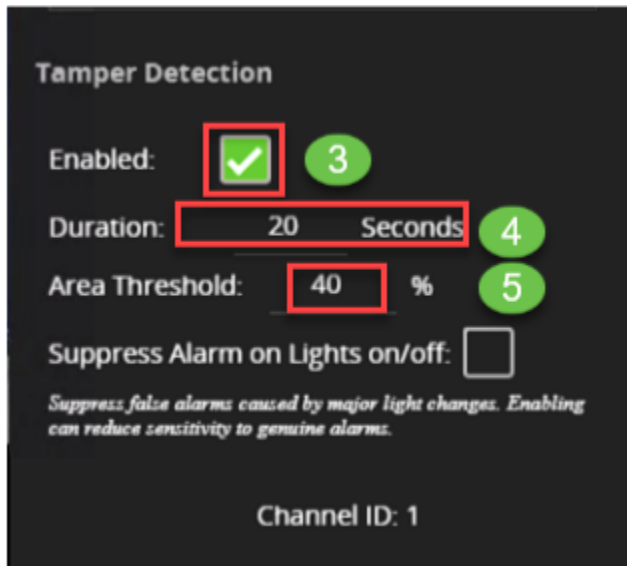 Tamper Detection
Enabled: 3
Duration: 20 Seconds 4
Area Threshold: 40 % 5
Suppress Alarm on Lights on/off:
Suppress false alarms caused by major light changes. Enabling
can reduce sensitivity to genuine alarms.
Channel ID: 1